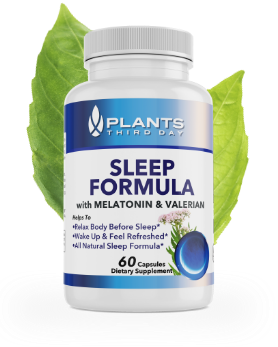 PLANTS
THIRD DAY
SLEEP
FORMULA
with MELATONIN & VALERIAN
Helps To
•Relax Body Before Sleep*
•Wake Up & Feel Refreshed*
•All Natural Sleep Formula*
60 Capsules
Dietary Supplement*